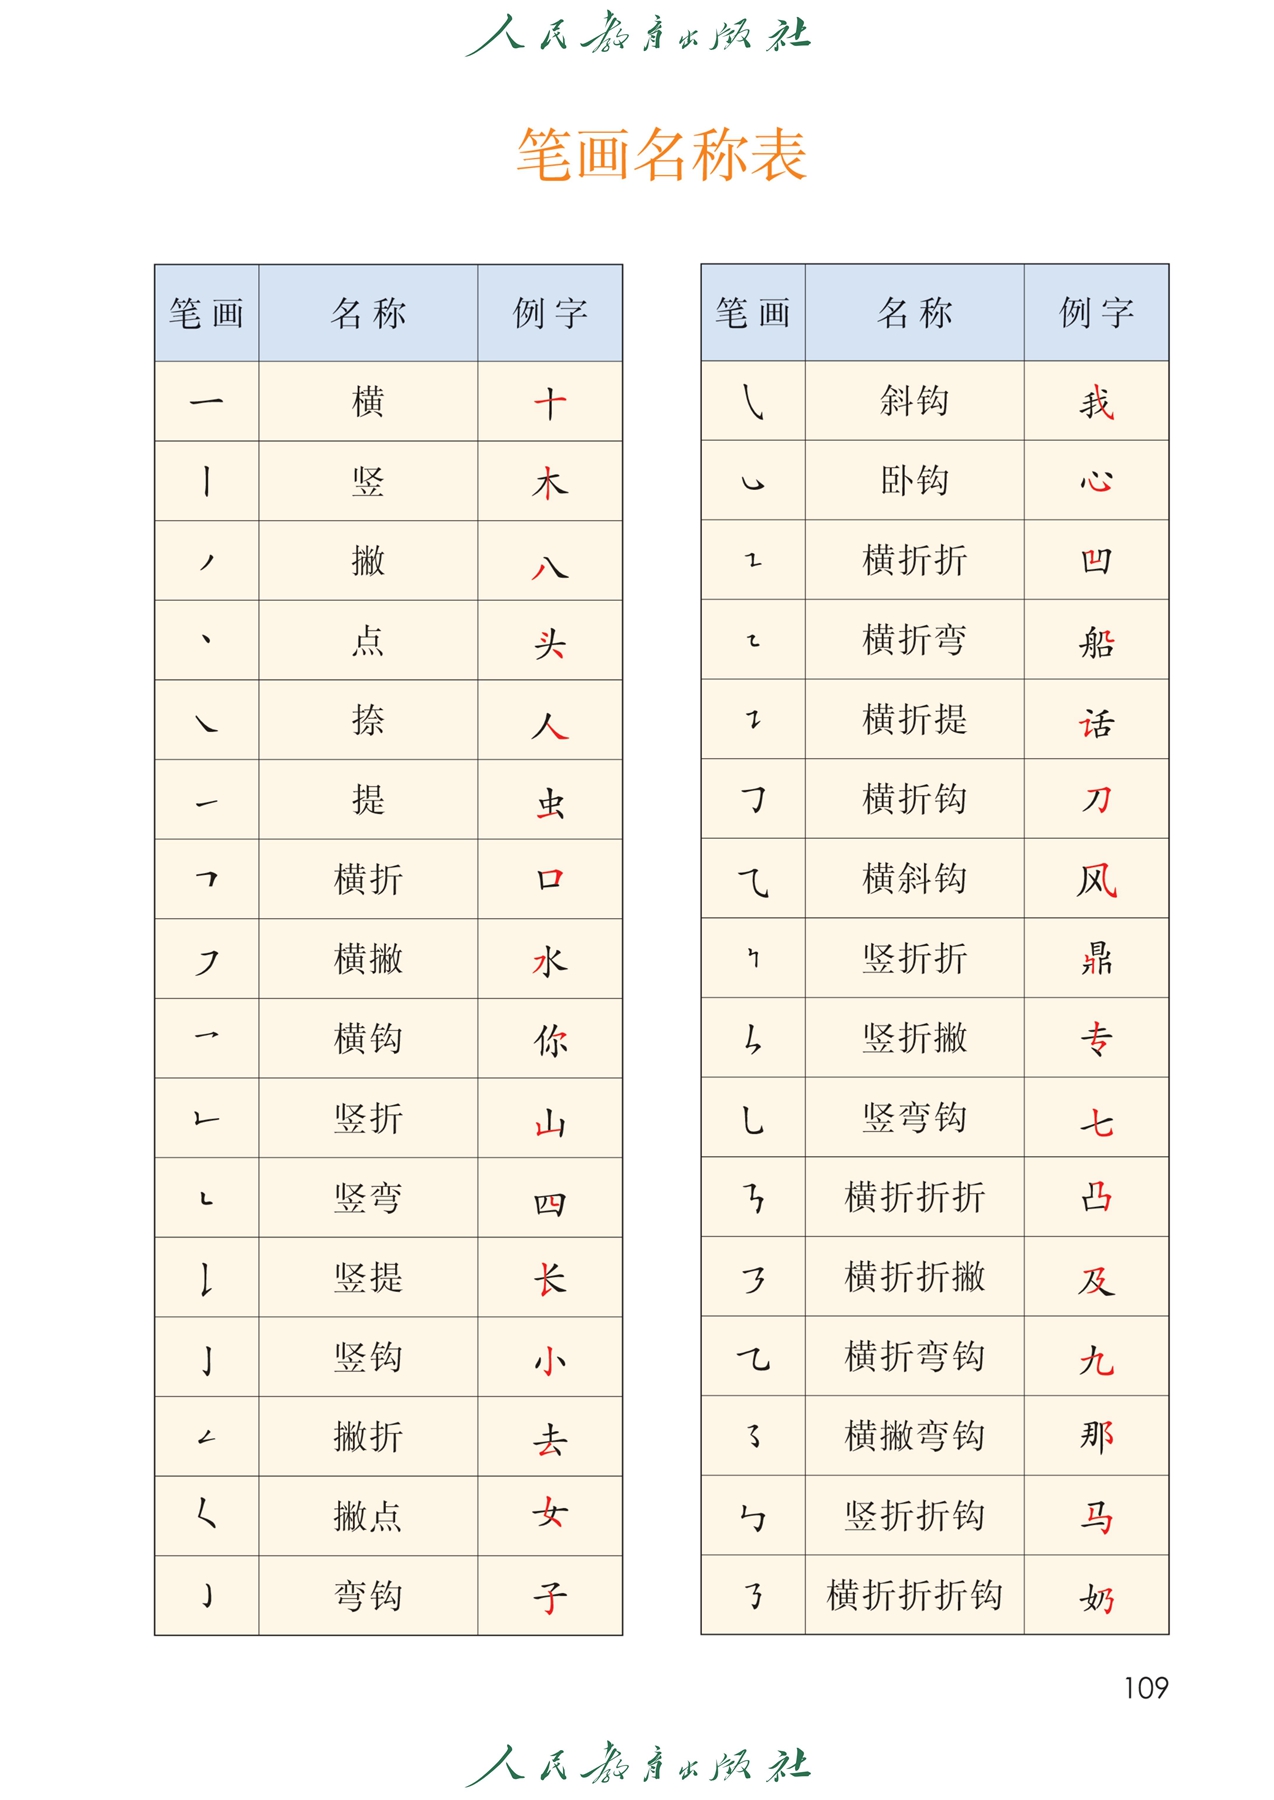 人民教育出版社
笔画名称表
笔画 名称 例字
一 横 十
丨 竖 木
丿 撇 八
丶 点 头
㇏ 捺 人
㇀ 提 虫
𠃍 横折 口
㇇ 横撇 水
乛 横钩 你
𠃊 竖折 山
㇄ 竖弯 四
𠄌 竖提 长
亅 竖钩 小
𠃋 撇折 去
𡿨 撇点 女
㇁ 弯钩 子
笔画 名称 例字
㇂ 斜钩 我
㇃ 卧钩 心
㇅ 横折折 凹
㇍ 横折弯 船
㇊ 横折提 话
𠃌 横折钩 刀
⺄ 横斜钩 风
𠃑 竖折折 鼎
ㄣ 竖折撇 专
乚 竖弯钩 七
㇎ 横折折折 凸
㇋ 横折折撇 及
㇈ 横折弯钩 九
㇌ 横撇弯钩 那
㇉ 竖折折钩 马
𠄎 横折折折钩 奶
109
人民教育出版社